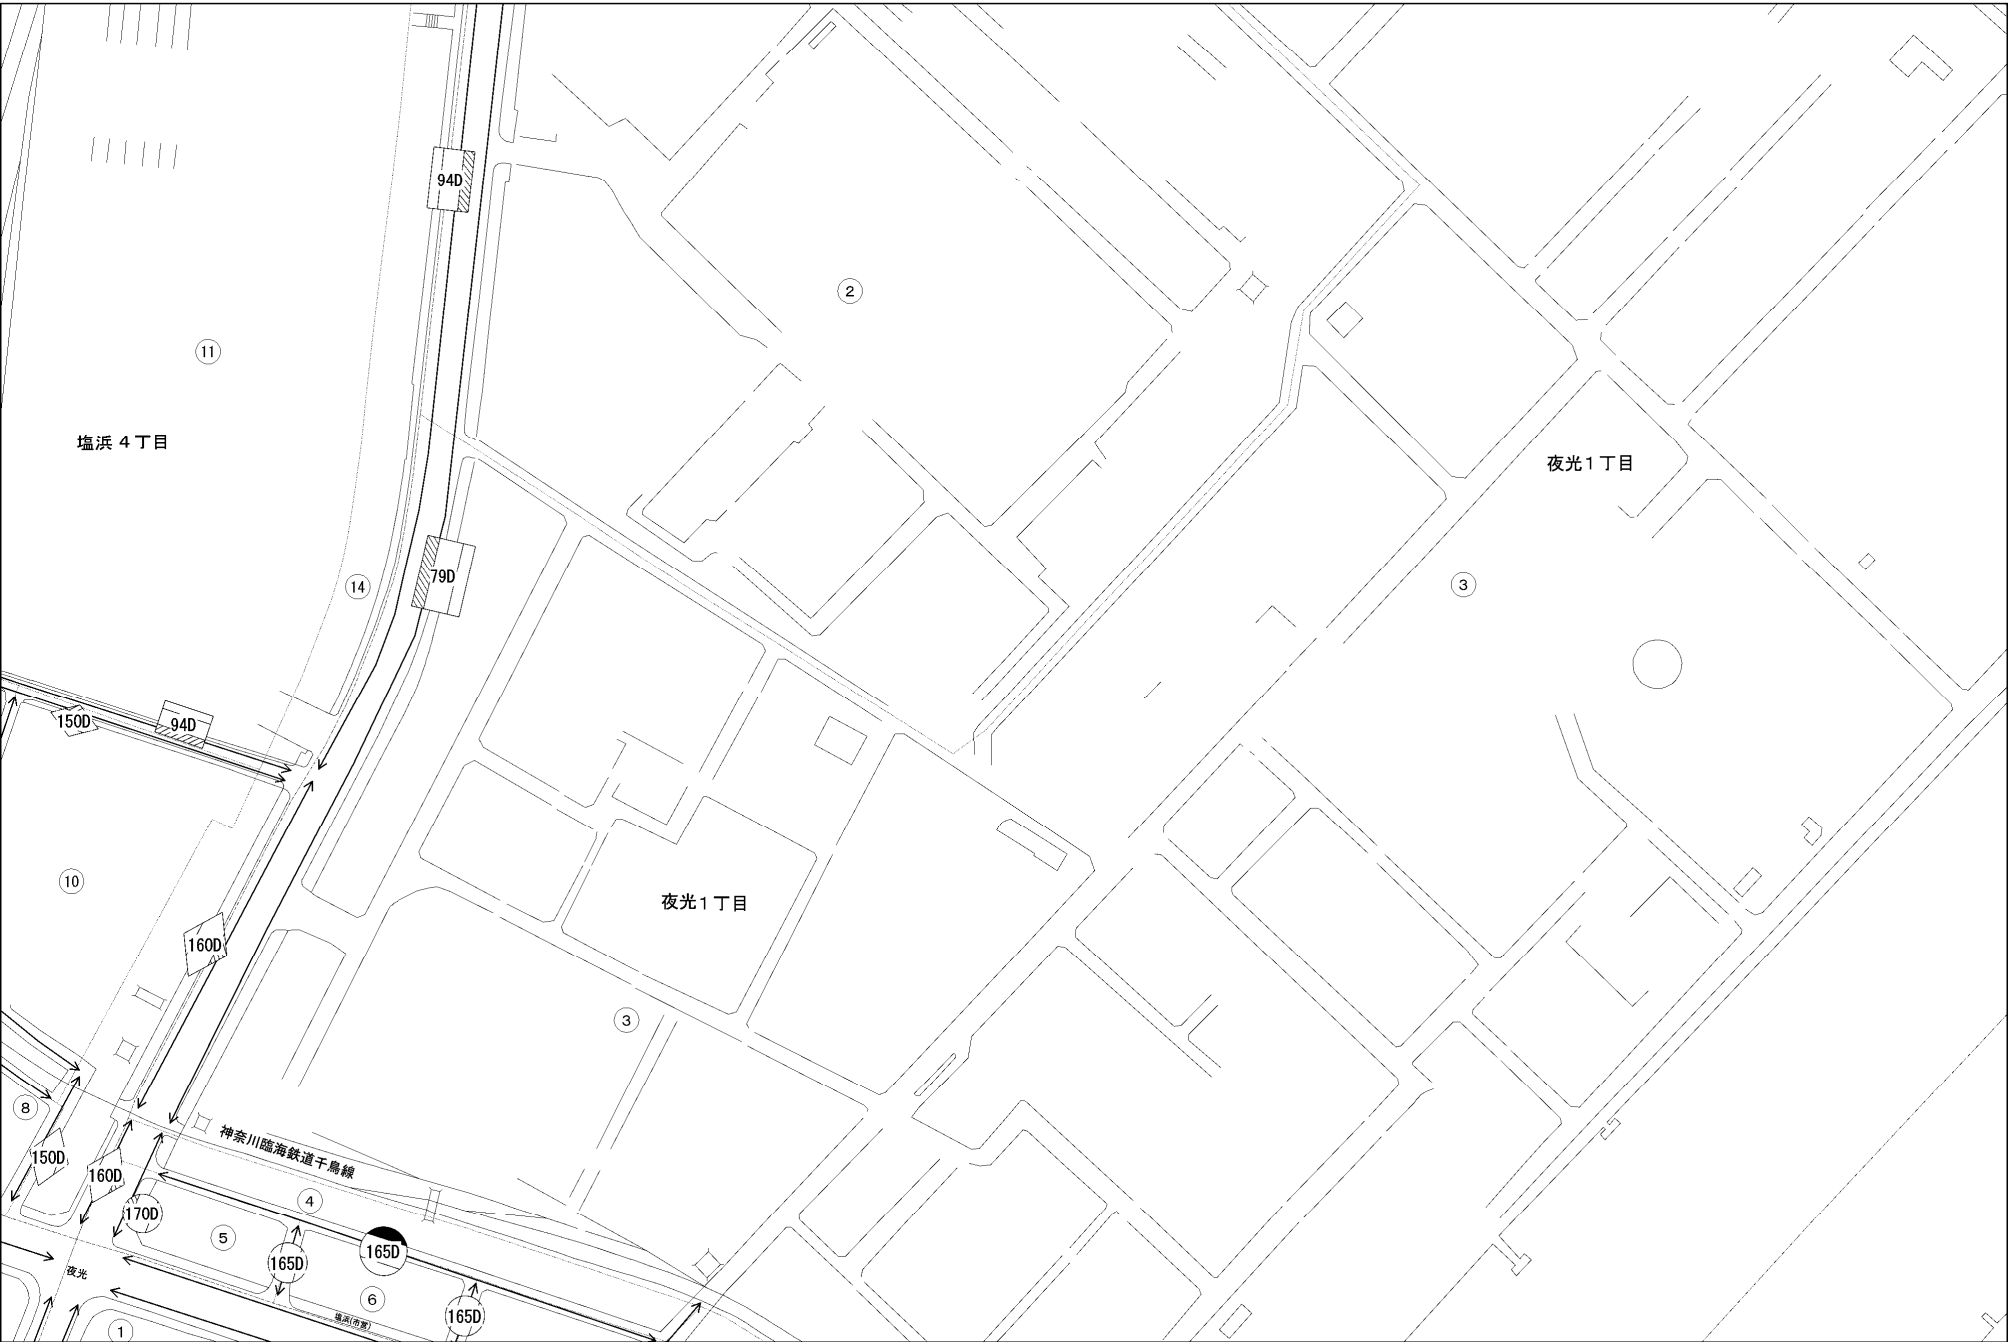 94D
②
⑪
塩浜４丁目
夜光１丁目
79D
⑭
③
150D
94D
⑩
夜光１丁目
160D
③
⑧
神奈川臨海鉄道千鳥線
150D
160D
④
170D
⑤
165D
165D
夜光
⑥
塩浜(市営)
165D
①